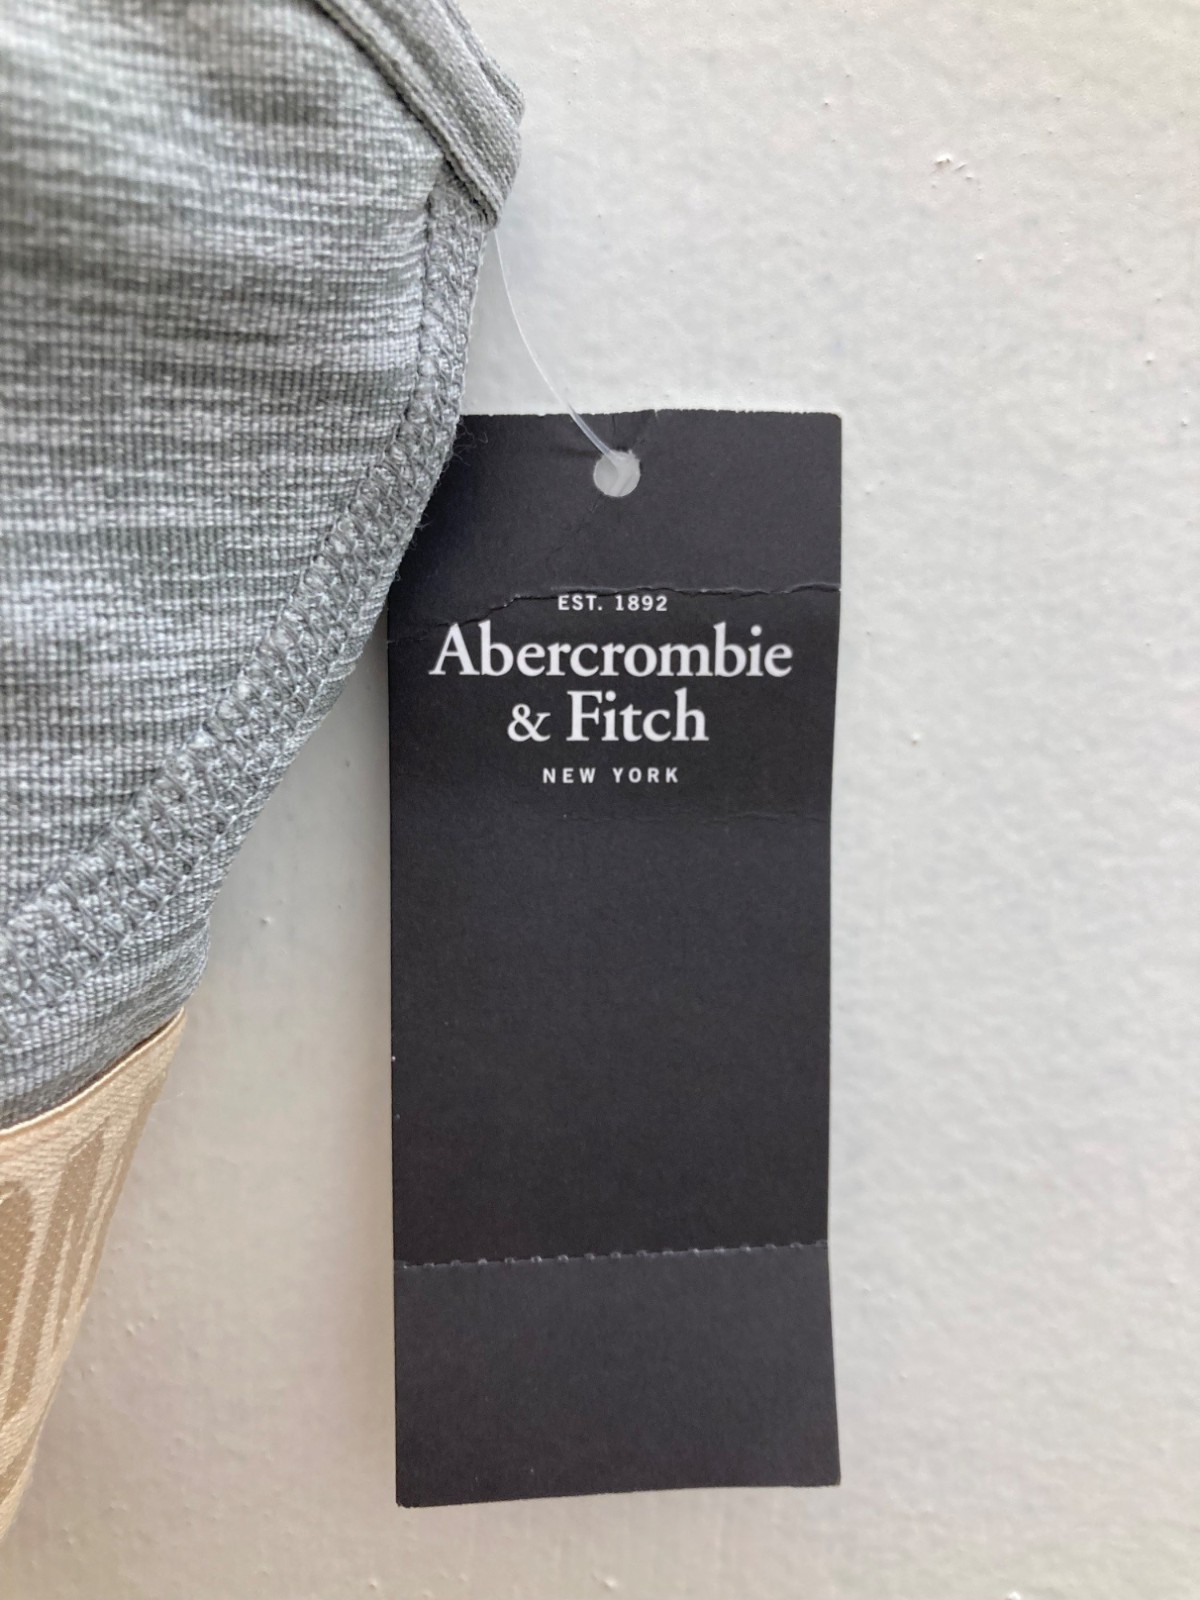 EST. 1892
Abercrombie
& Fitch
NEW YORK